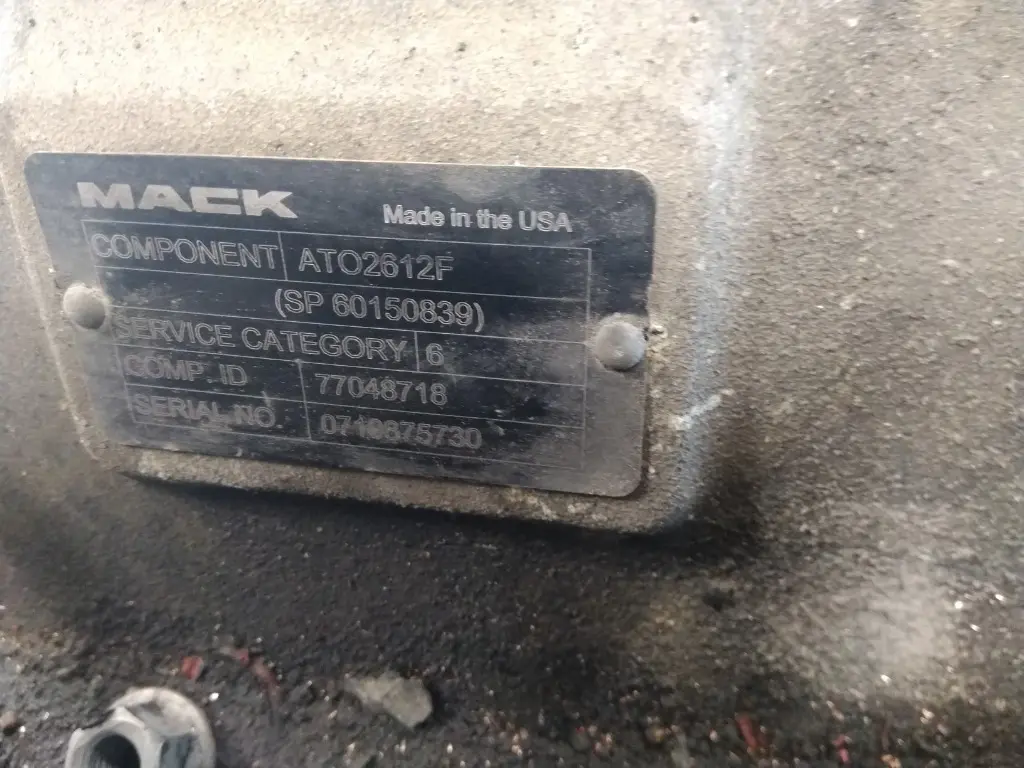 MACK
Made in the USA
COMPONENT ATO2612F
(SP 60150839)
SERVICE CATEGORY 6
COMP. ID 77048718
SERIAL NO. 0710875730